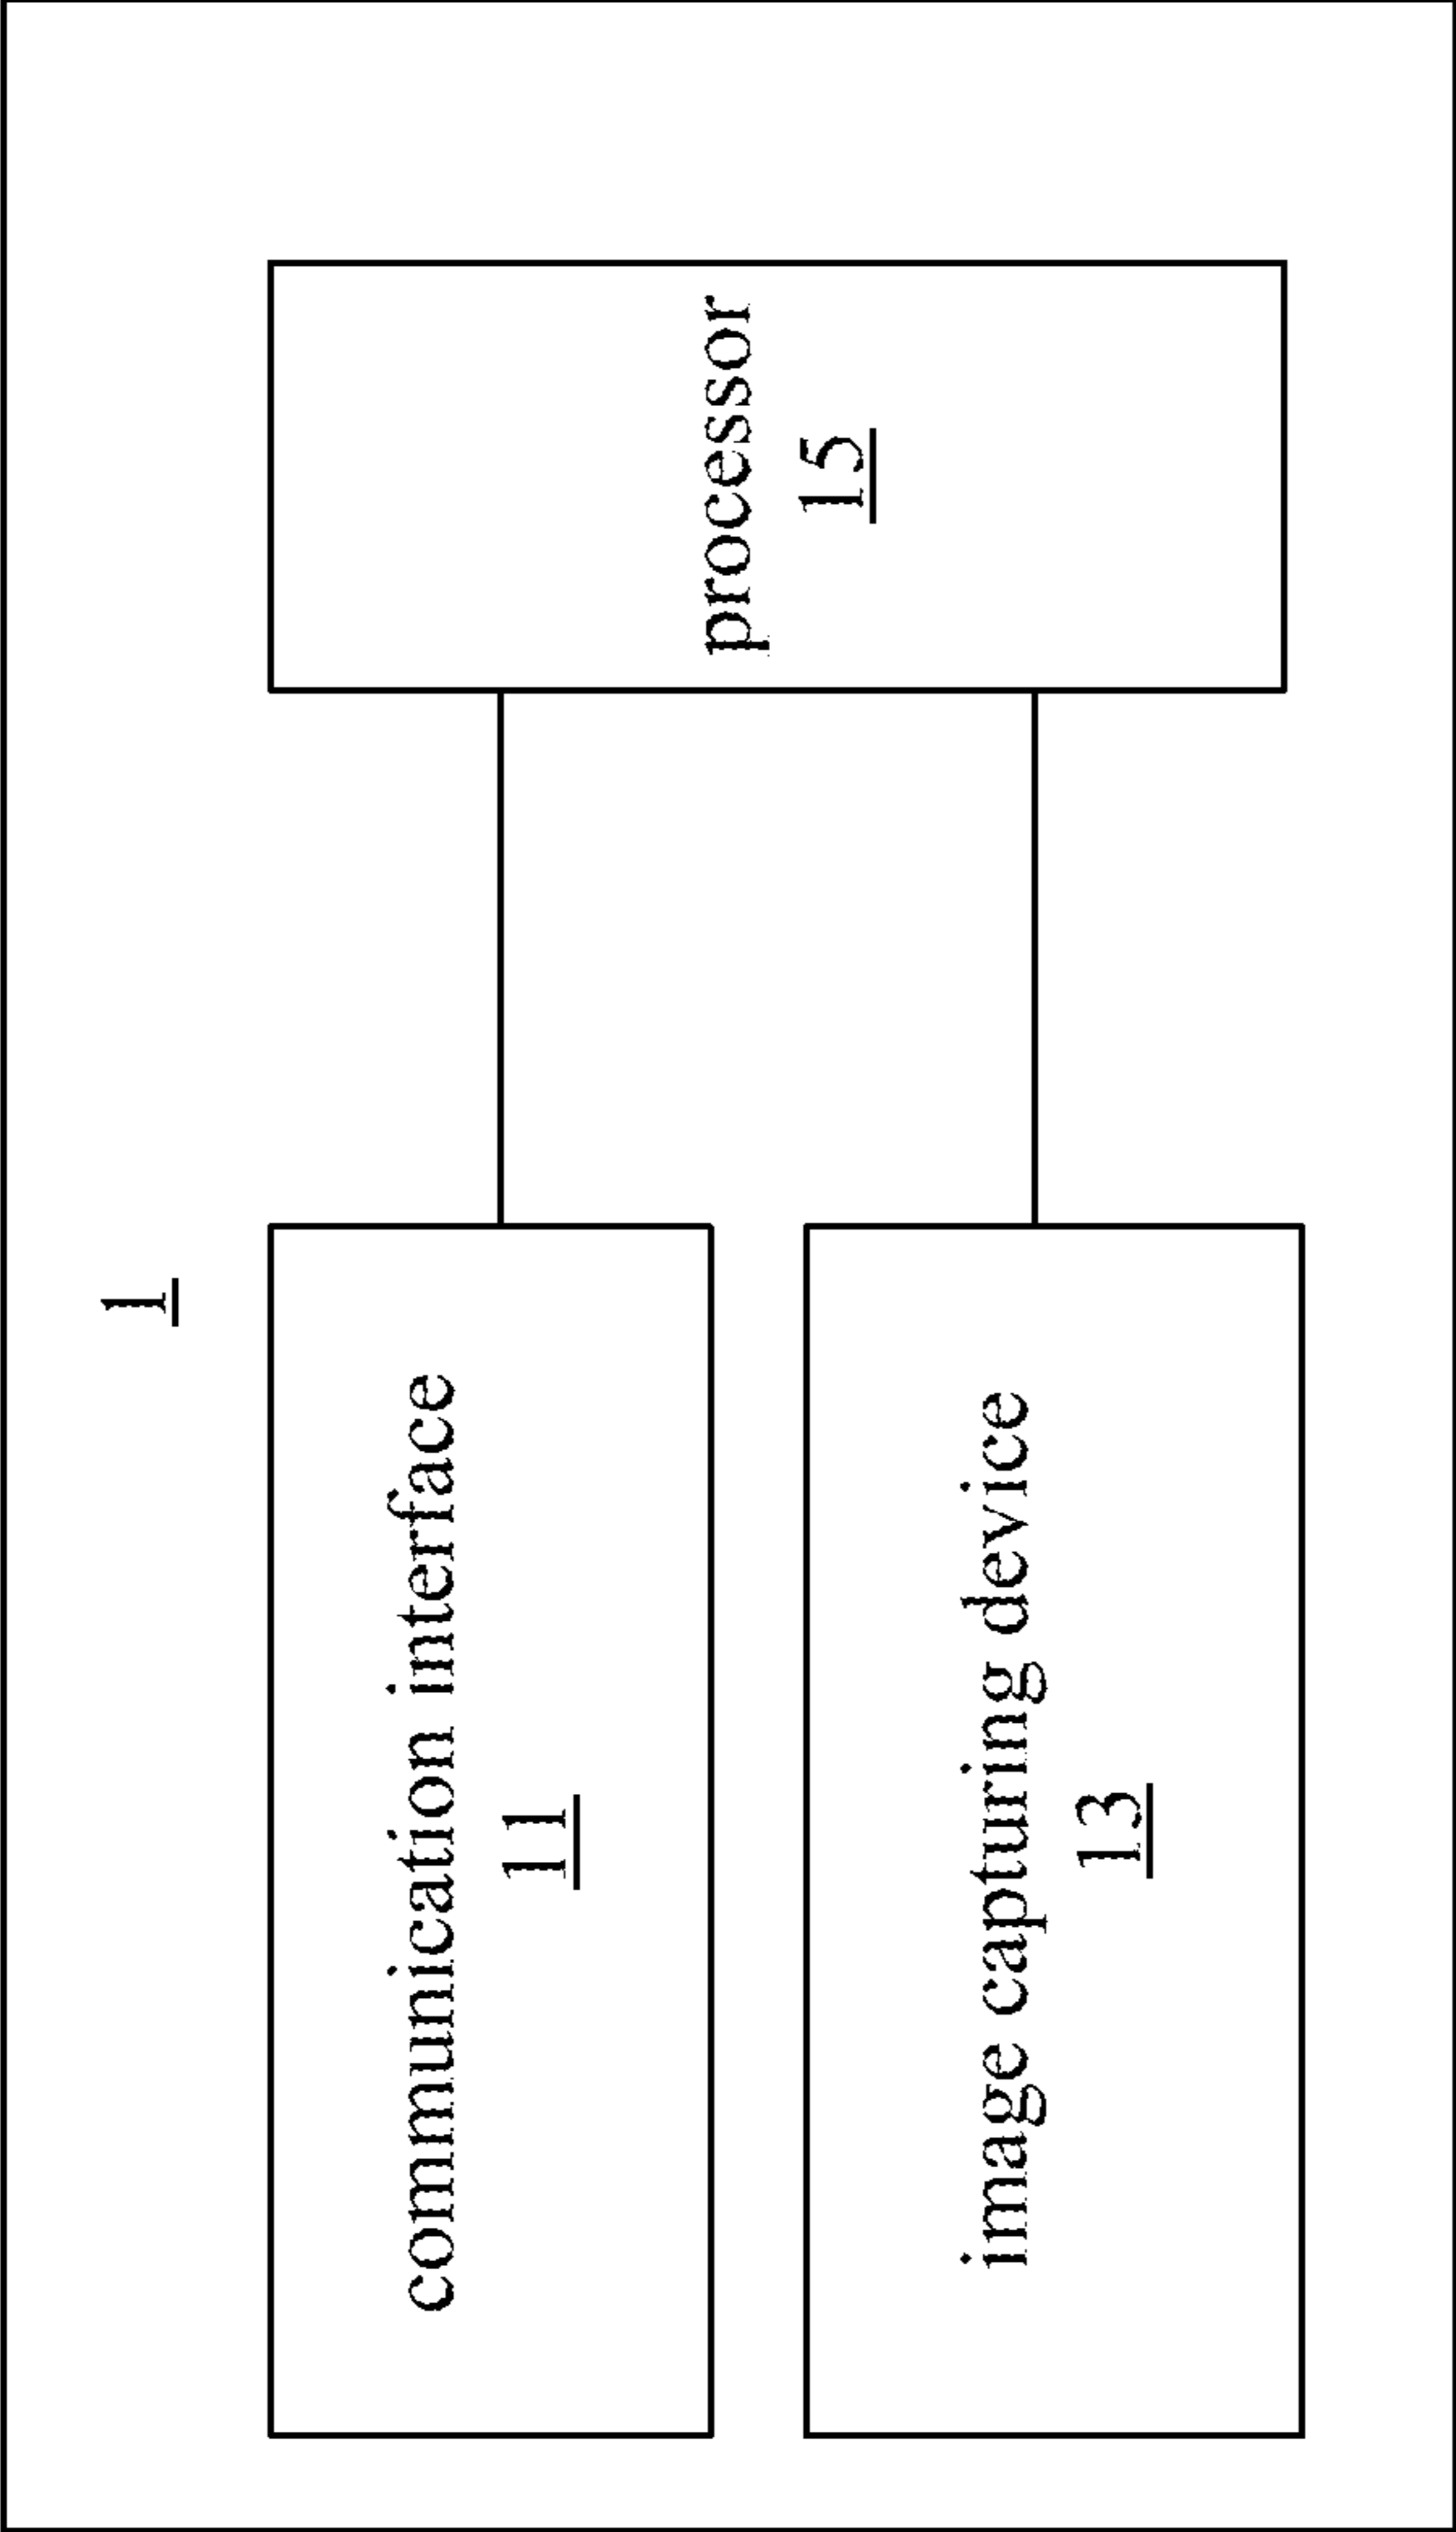 1
communication interface
11
image capturing device
13
processor
15